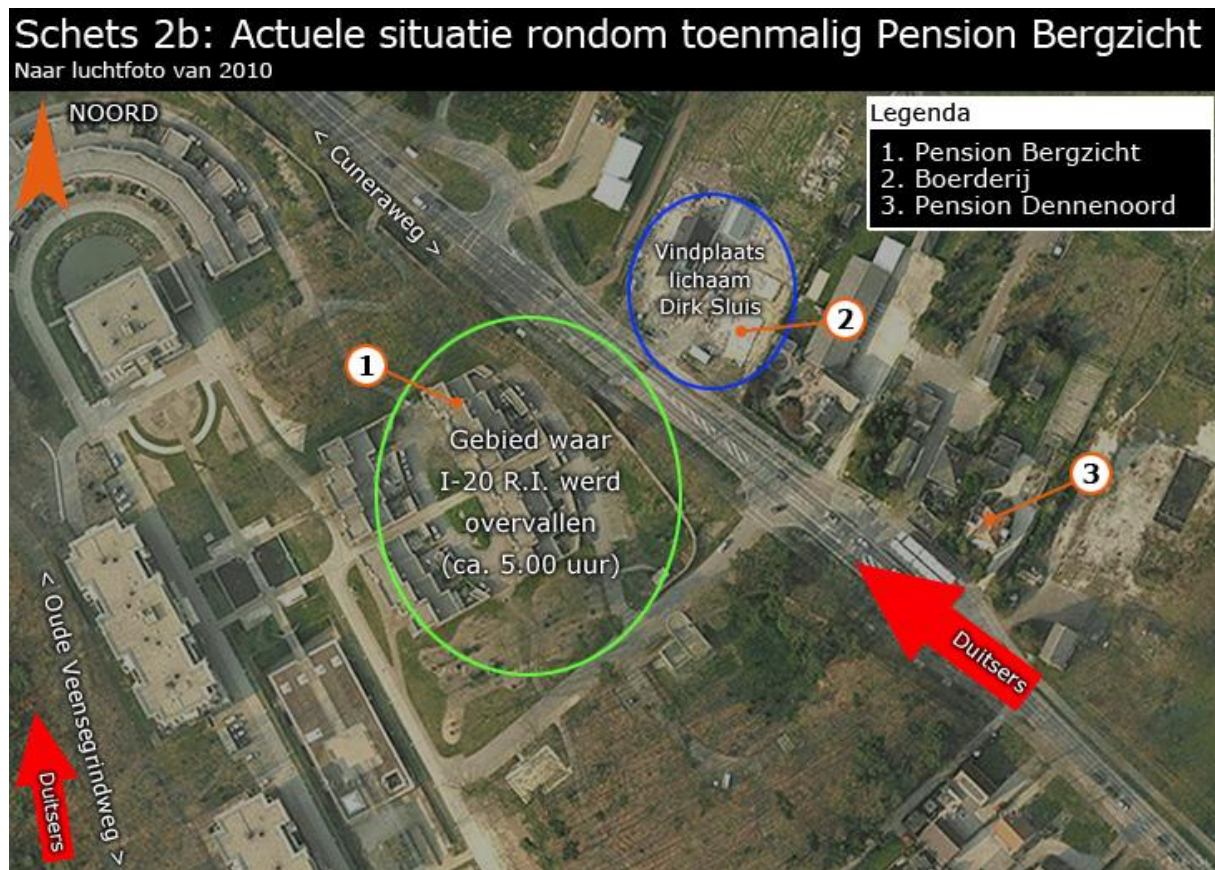 Schets 2b: Actuele situatie rondom toenmalig Pension Bergzicht
Naar luchtfoto van 2010
NOORD
< Cuneraweg >
Legenda
1. Pension Bergzicht
2. Boerderij
3. Pension Dennenoord
Vindplaats
lichaam
Dirk Sluis
2
1
Gebied waar
I-20 R.I. werd
overvallen
(ca. 5.00 uur)
3
Duitsers
< Oude Veensegrindweg >
Duitsers